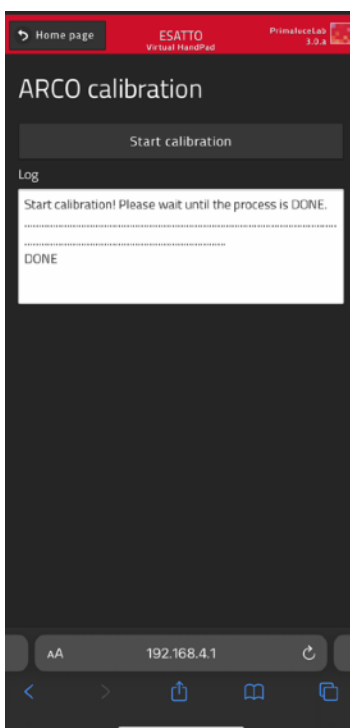 Home page
ESATTO
Virtual HandPad
PrimaluceLab
3.0.a
ARCO calibration
Start calibration
Log
Start calibration! Please wait until the process is DONE.
................................................................................................................................
................................................................................
DONE
AA
192.168.4.1